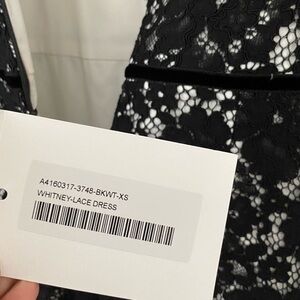 A4160317-3748-BKWT-XS
WHITNEY-LACE DRESS